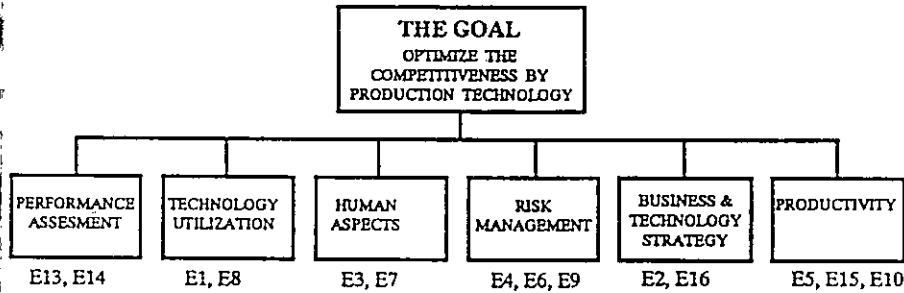 THE GOAL
OPTIMIZE THE
COMPETITIVENESS BY
PRODUCTION TECHNOLOGY
PERFORMANCE
ASSESMENT
TECHNOLOGY
UTILIZATION
HUMAN
ASPECTS
RISK
MANAGEMENT
BUSINESS &
TECHNOLOGY
STRATEGY
PRODUCTIVITY
E13, E14
E1, E8
E3, E7
E4, E6, E9
E2, E16
E5, E15, E10